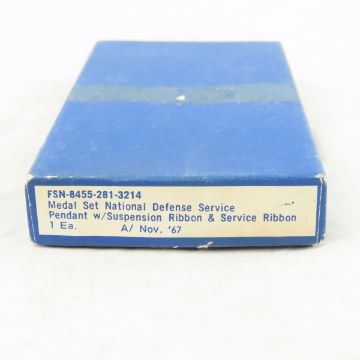 FSN-8455-281-3214
Medal Set National Defense Service
Pendant w/Suspension Ribbon & Service Ribbon
1 Ea. A/ Nov. '67